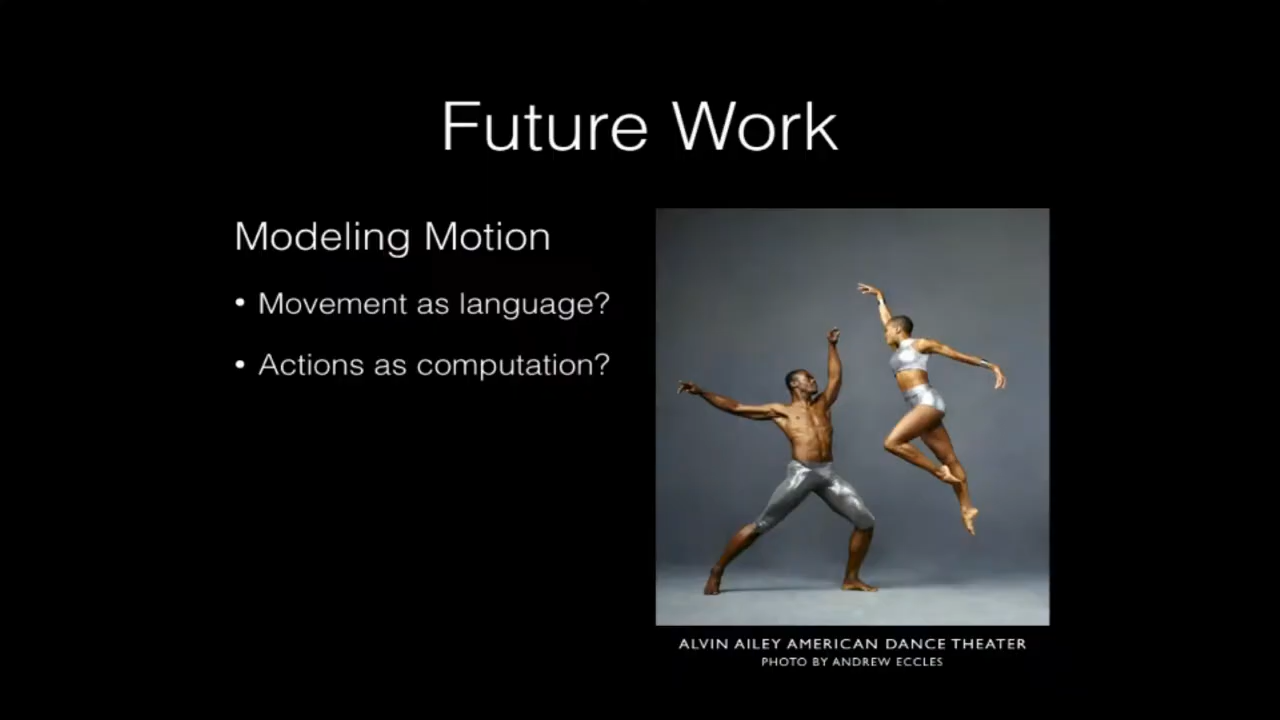 Future Work
Modeling Motion
• Movement as language?
• Actions as computation?
ALVIN AILEY AMERICAN DANCE THEATER
PHOTO BY ANDREW ECCLES